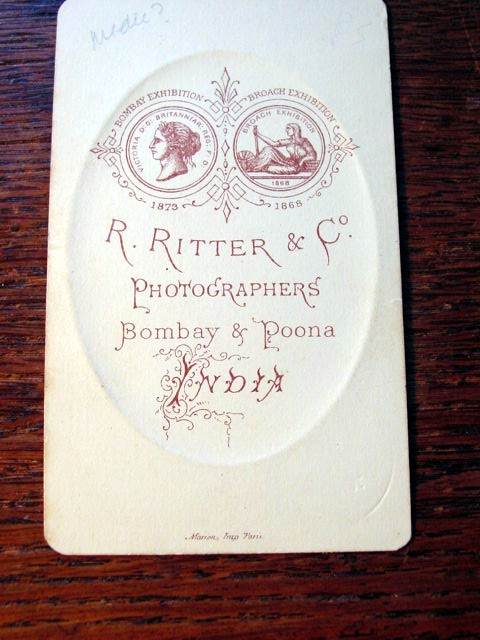 BOMBAY EXHIBITION BROACH EXHIBITION
VICTORIA D:G: BRITANNIAR: REG: F.D.
BROACH EXHIBITION
1868
1873 1868
R. RITTER & Co.
PHOTOGRAPHERS
Bombay & Poona
INDIA
Marion, Imp Paris